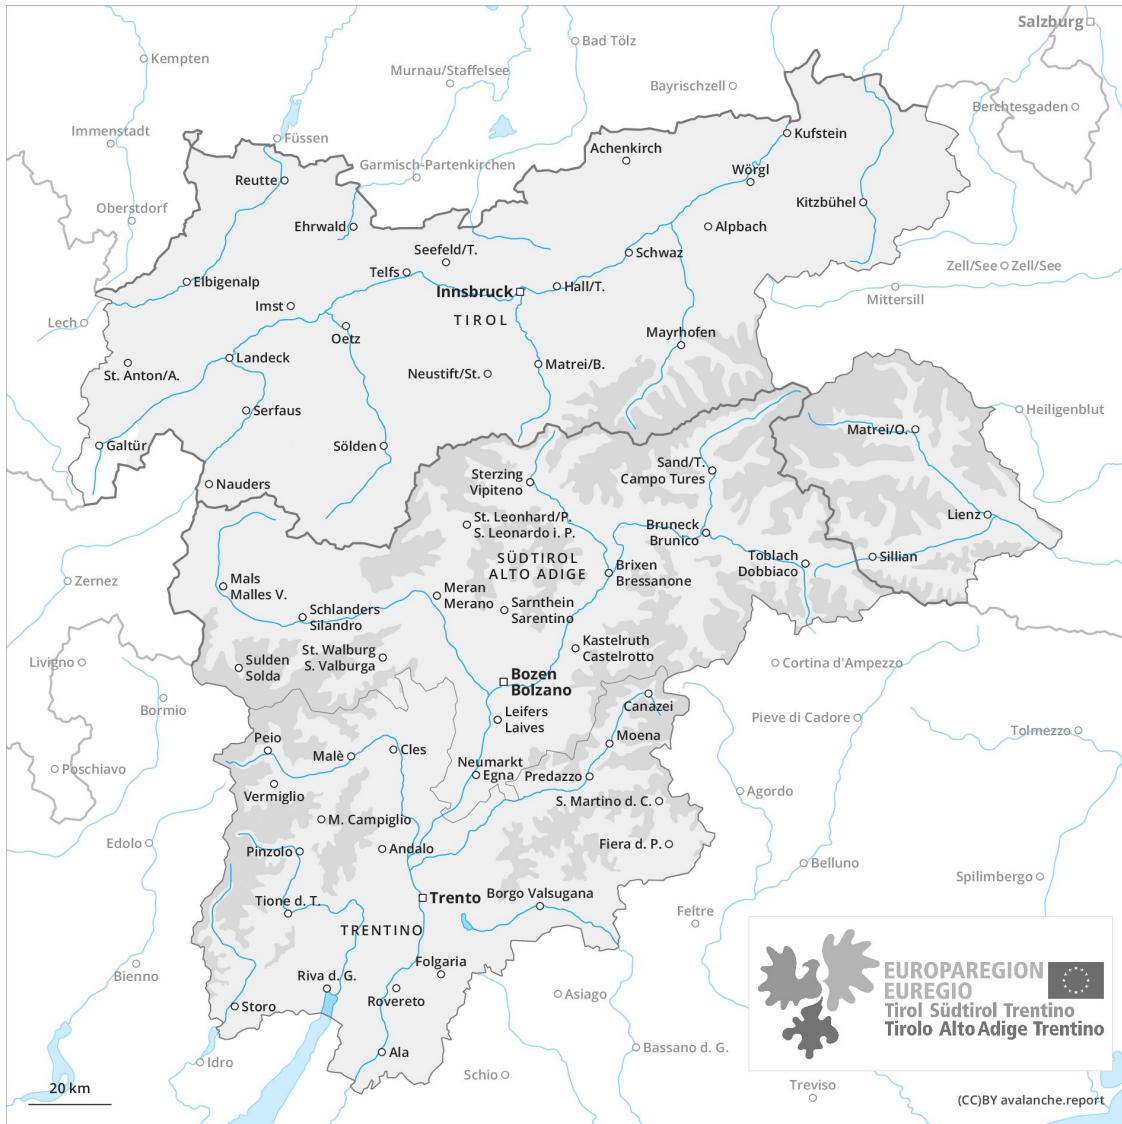 Salzburg
Bad Tölz
Kempten
Murnau/Staffelsee
Bayrischzell
Berchtesgaden
Immenstadt
Füssen
Kufstein
Achenkirch
Garmisch-Partenkirchen
Wörgl
Reutte
Kitzbühel
Oberstdorf
Ehrwald
Alpbach
Seefeld/T.
Schwaz
Telfs
Zell/See
Zell/See
Elbigenalp
Hall/T.
Innsbruck
Mittersill
Imst
TIROL
Lech
Oetz
Mayrhofen
Landeck
Matrei/B.
St. Anton/A.
Neustift/St.
Serfaus
Heiligenblut
Matrei/O.
Galtür
Sölden
Sand/T.
Campo Tures
Sterzing
Vipiteno
Nauders
St. Leonhard/P.
S. Leonardo i. P.
Lienz
Bruneck
Brunico
SÜDTIROL
ALTO ADIGE
Toblach
Dobbiaco
Sillian
Brixen
Bressanone
Zernez
Mals
Malles V.
Meran
Merano
Sarnthein
Sarentino
Schlanders
Silandro
Kastelruth
Castelrotto
St. Walburg
S. Valburga
Livigno
Sulden
Solda
Cortina d'Ampezzo
Bozen
Bolzano
Bormio
Canazei
Leifers
Laives
Pieve di Cadore
Tolmezzo
Peio
Malè
Cles
Moena
Neumarkt
Egna
Predazzo
Poschiavo
Vermiglio
Agordo
S. Martino d. C.
M. Campiglio
Edolo
Pinzolo
Andalo
Fiera d. P.
Belluno
Spilimbergo
Tione d. T.
Trento
Borgo Valsugana
Feltre
TRENTINO
Folgaria
Bienno
Riva d. G.
Rovereto
Asiago
Storo
EUROPAREGION
EUREGIO
Tirol Südtirol Trentino
Tirolo Alto Adige Trentino
Ala
Bassano d. G.
Idro
Schio
Treviso
20 km
(CC)BY avalanche.report